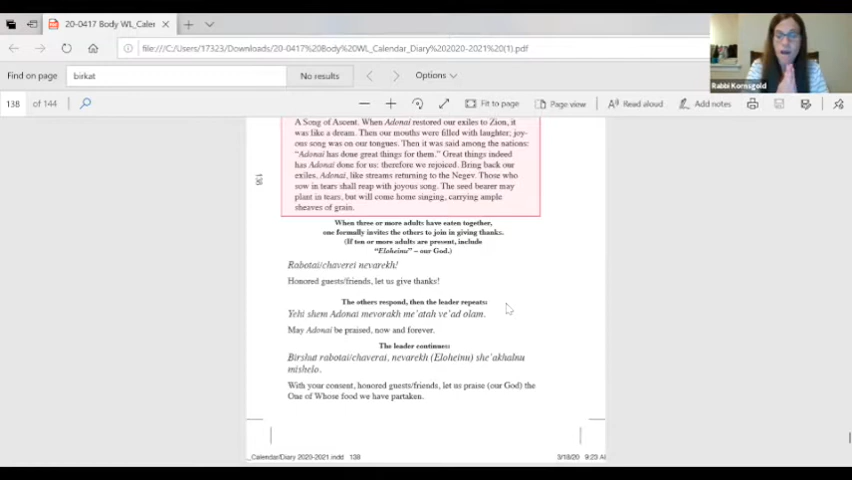 20-0417 Body WL_Calen
file:///C:/Users/17323/Downloads/20-0417%20Body%20WL_Calendar_Diary%202020-2021%20(1).pdf
Rabbi Kornsgold
Find on page
birkat
No results
Options
138
of 144
Fit to page
Page view
Read aloud
Add notes
A Song of Ascent. When Adonai restored our exiles to Zion, it
was like a dream. Then our mouths were filled with laughter; joy-
ous song was on our tongues. Then it was said among the nations:
"Adonai has done great things for them." Great things indeed
has Adonai done for us: therefore we rejoiced. Bring back our
exiles, Adonai, like streams returning to the Negev. Those who
sow in tears shall reap with joyous song. The seed bearer may
plant in tears, but will come home singing, carrying ample
sheaves of grain.
138
When three or more adults have eaten together,
one formally invites the others to join in giving thanks.
(If ten or more adults are present, include
"Eloheinu" – our God.)
Rabotai/chaverei nevarekh!
Honored guests/friends, let us give thanks!
The others respond, then the leader repeats:
Yehi shem Adonai mevorakh me'atah ve'ad olam.
May Adonai be praised, now and forever.
The leader continues:
Birshut rabotai/chaverai, nevarekh (Eloheinu) she'akhalnu
mishelo.
With your consent, honored guests/friends, let us praise (our God) the
One of Whose food we have partaken.
_Calendar/Diary 2020-2021.indd 138
3/18/20 9:23 A